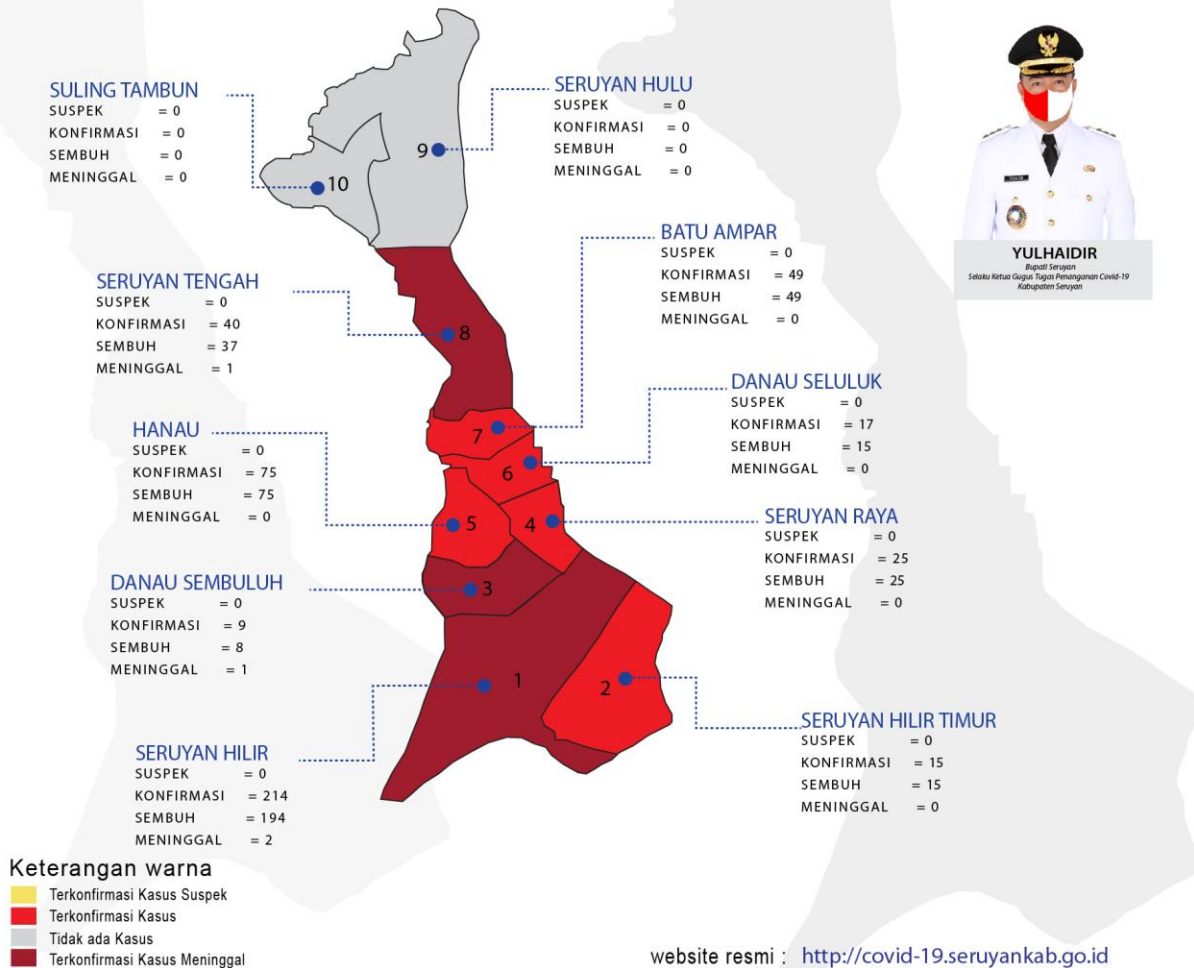 SULING TAMBUN
SUSPEK = 0
KONFIRMASI = 0
SEMBUH = 0
MENINGGAL = 0
SERUYAN HULU
SUSPEK = 0
KONFIRMASI = 0
SEMBUH = 0
MENINGGAL = 0
YULHAIDIR
Bupati Seruyan
Selaku Ketua Gugus Tugas Penanganan Covid-19
Kabupaten Seruyan
BATU AMPAR
SUSPEK = 0
KONFIRMASI = 49
SEMBUH = 49
MENINGGAL = 0
SERUYAN TENGAH
SUSPEK = 0
KONFIRMASI = 40
SEMBUH = 37
MENINGGAL = 1
DANAU SELULUK
SUSPEK = 0
KONFIRMASI = 17
SEMBUH = 15
MENINGGAL = 0
HANAU
SUSPEK = 0
KONFIRMASI = 75
SEMBUH = 75
MENINGGAL = 0
SERUYAN RAYA
SUSPEK = 0
KONFIRMASI = 25
SEMBUH = 25
MENINGGAL = 0
DANAU SEMBULUH
SUSPEK = 0
KONFIRMASI = 9
SEMBUH = 8
MENINGGAL = 1
SERUYAN HILIR TIMUR
SUSPEK = 0
KONFIRMASI = 15
SEMBUH = 15
MENINGGAL = 0
SERUYAN HILIR
SUSPEK = 0
KONFIRMASI = 214
SEMBUH = 194
MENINGGAL = 2
9
10
8
7
6
5
4
3
1
2
Keterangan warna
Terkonfirmasi Kasus Suspek
Terkonfirmasi Kasus
Tidak ada Kasus
Terkonfirmasi Kasus Meninggal
website resmi : http://covid-19.seruyankab.go.id